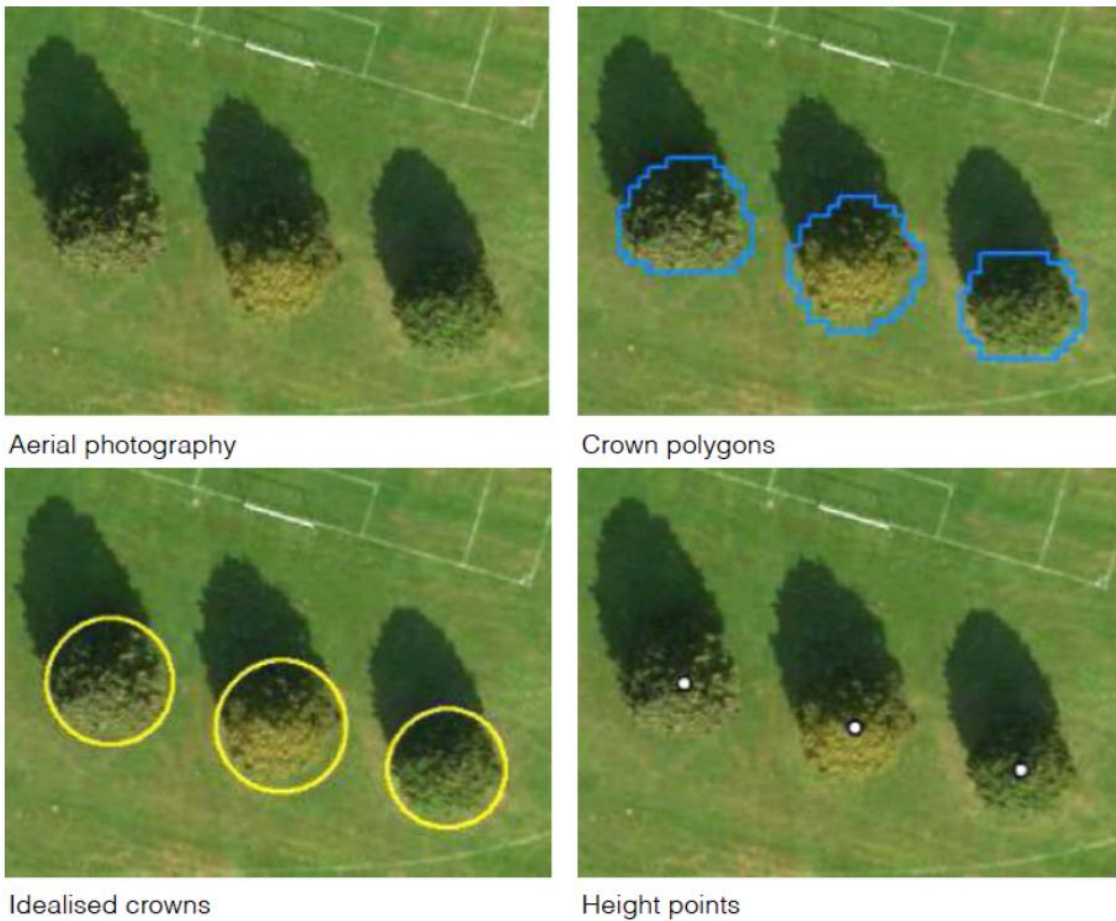 Aerial photography
Crown polygons
Idealised crowns
Height points